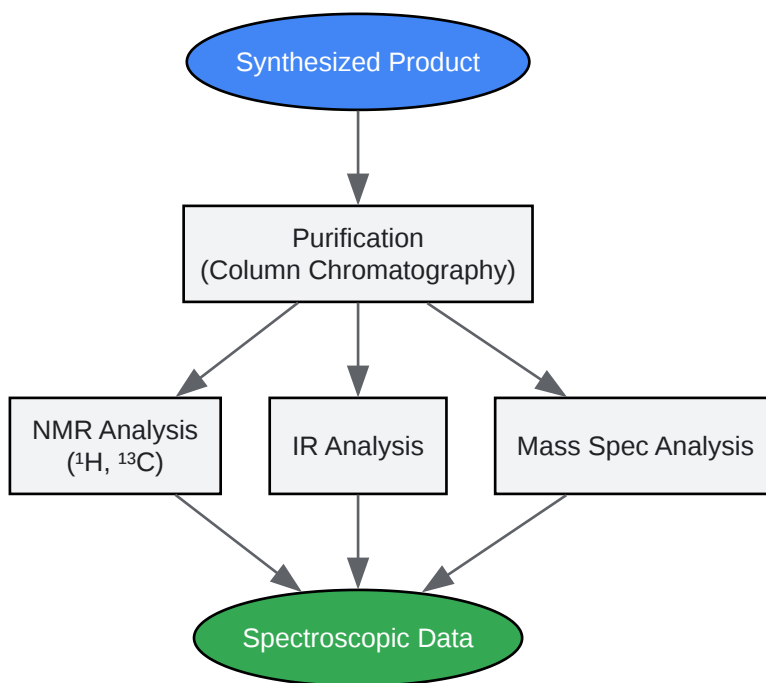 Synthesized Product
Purification
(Column Chromatography)
NMR Analysis
(¹H, ¹³C)
IR Analysis
Mass Spec Analysis
Spectroscopic Data